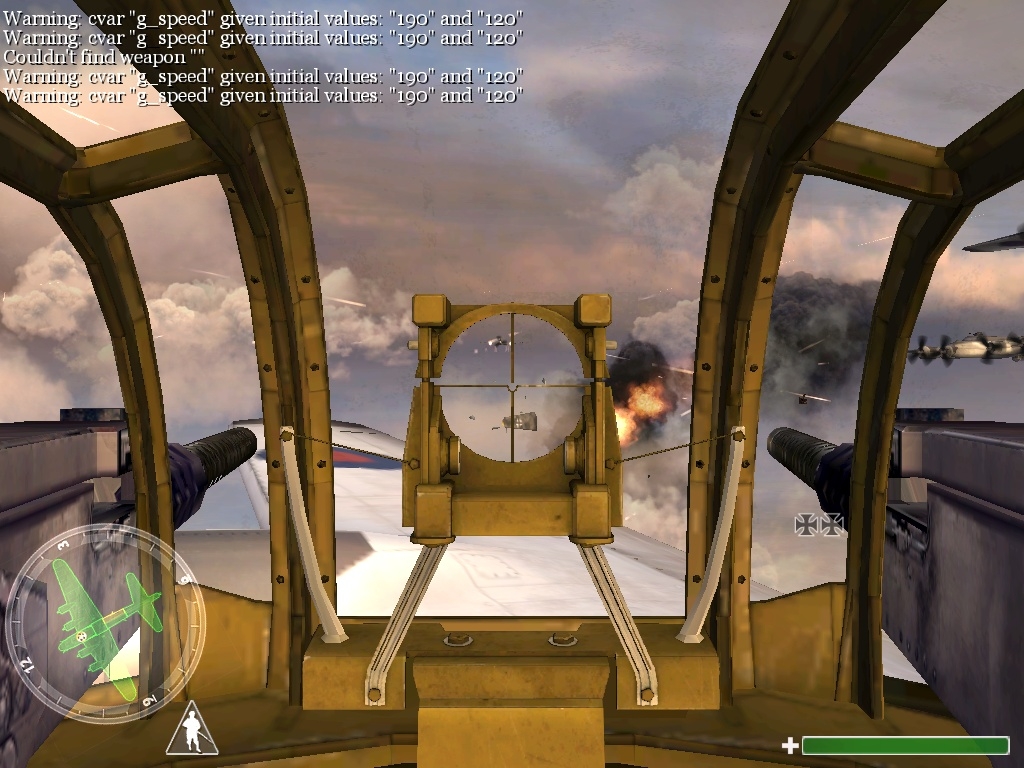 Warning: cvar "g_speed" given initial values: "190" and "120"
Warning: cvar "g_speed" given initial values: "190" and "120"
Couldn't find weapon ""
Warning: cvar "g_speed" given initial values: "190" and "120"
Warning: cvar "g_speed" given initial values: "190" and "120"
3
12